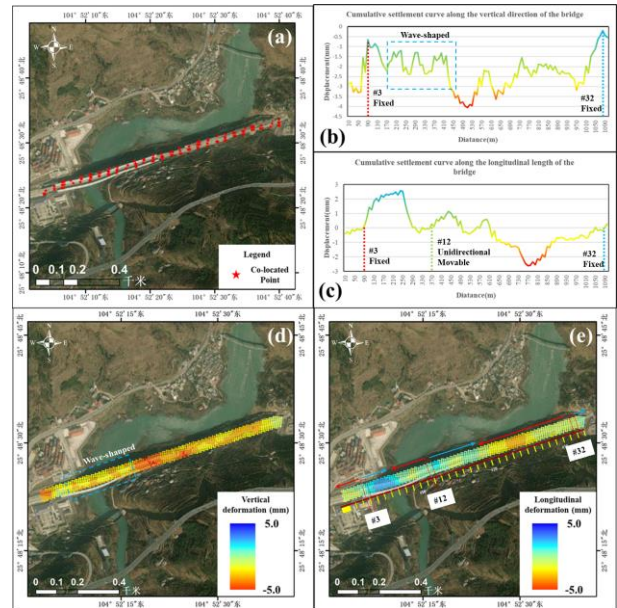 (a)
104° 52′ 10″ 东
104° 52′ 20″ 东
104° 52′ 30″ 东
104° 52′ 40″ 东
25° 48′ 40″ 北
25° 48′ 30″ 北
25° 48′ 20″ 北
25° 48′ 10″ 北
Legend
Co-located
Point
0 0.1 0.2 0.4
千米
Cumulative settlement curve along the vertical direction of the bridge
Wave-shaped
Displacement(mm)
#3
Fixed
#32
Fixed
(b)
Distance(m)
Cumulative settlement curve along the longitudinal length of the
bridge
Displacement(mm)
#3
Fixed
#12
Unidirectional
Movable
#32
Fixed
(c)
Distance(m)
104° 52′ 15″ 东
104° 52′ 30″ 东
(d)
25° 48′ 45″ 北
25° 48′ 30″ 北
25° 48′ 15″ 北
Wave-shanped
Vertical
deformation (mm)
5.0
-5.0
0 0.1 0.2 0.4
千米
104° 52′ 15″ 东
104° 52′ 30″ 东
(e)
25° 48′ 45″ 北
25° 48′ 30″ 北
25° 48′ 15″ 北
#3
#12
#32
Longitudinal
deformation (mm)
5.0
-5.0
0 0.1 0.2 0.4
千米